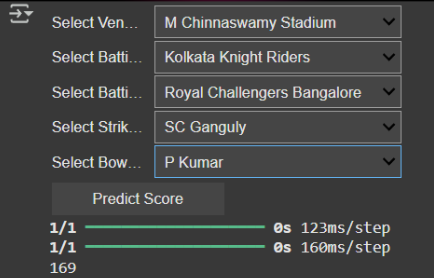 Select Ven... M Chinnaswamy Stadium
Select Batti... Kolkata Knight Riders
Select Batti... Royal Challengers Bangalore
Select Strik... SC Ganguly
Select Bow... P Kumar
Predict Score
1/1 0s 123ms/step
1/1 0s 160ms/step
169